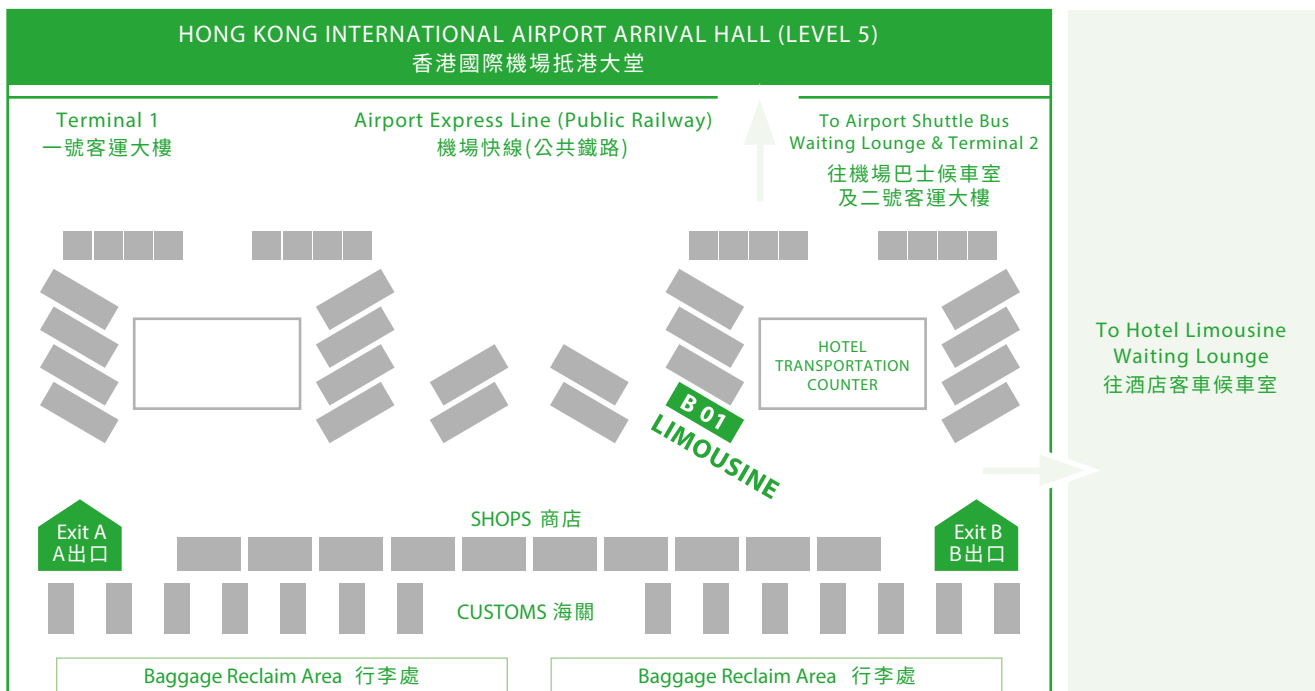 HONG KONG INTERNATIONAL AIRPORT ARRIVAL HALL (LEVEL 5)
香港國際機場抵港大堂
Terminal 1
一號客運大樓
Airport Express Line (Public Railway)
機場快線(公共鐵路)
To Airport Shuttle Bus
Waiting Lounge & Terminal 2
往機場巴士候車室
及二號客運大樓
HOTEL
TRANSPORTATION
COUNTER
B 01
LIMOUSINE
To Hotel Limousine
Waiting Lounge
往酒店客車候車室
Exit A
A出口
SHOPS 商店
Exit B
B出口
CUSTOMS 海關
Baggage Reclaim Area 行李處
Baggage Reclaim Area 行李處